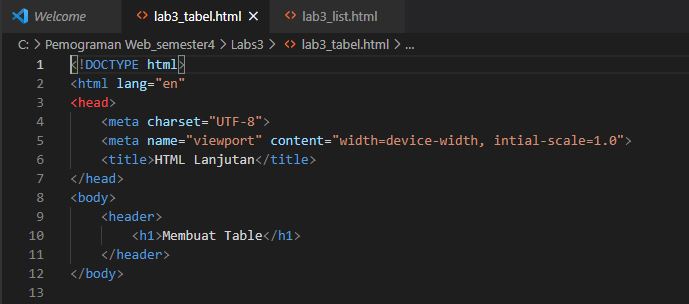 Welcome lab3_tabel.html lab3_list.html
C: > Pemograman Web_semester4 > Labs3 > lab3_tabel.html > ...
1 <!DOCTYPE html>
2 <html lang="en"
3 <head>
4 <meta charset="UTF-8">
5 <meta name="viewport" content="width=device-width, intial-scale=1.0">
6 <title>HTML Lanjutan</title>
7 </head>
8 <body>
9 <header>
10 <h1>Membuat Table</h1>
11 </header>
12 </body>
13